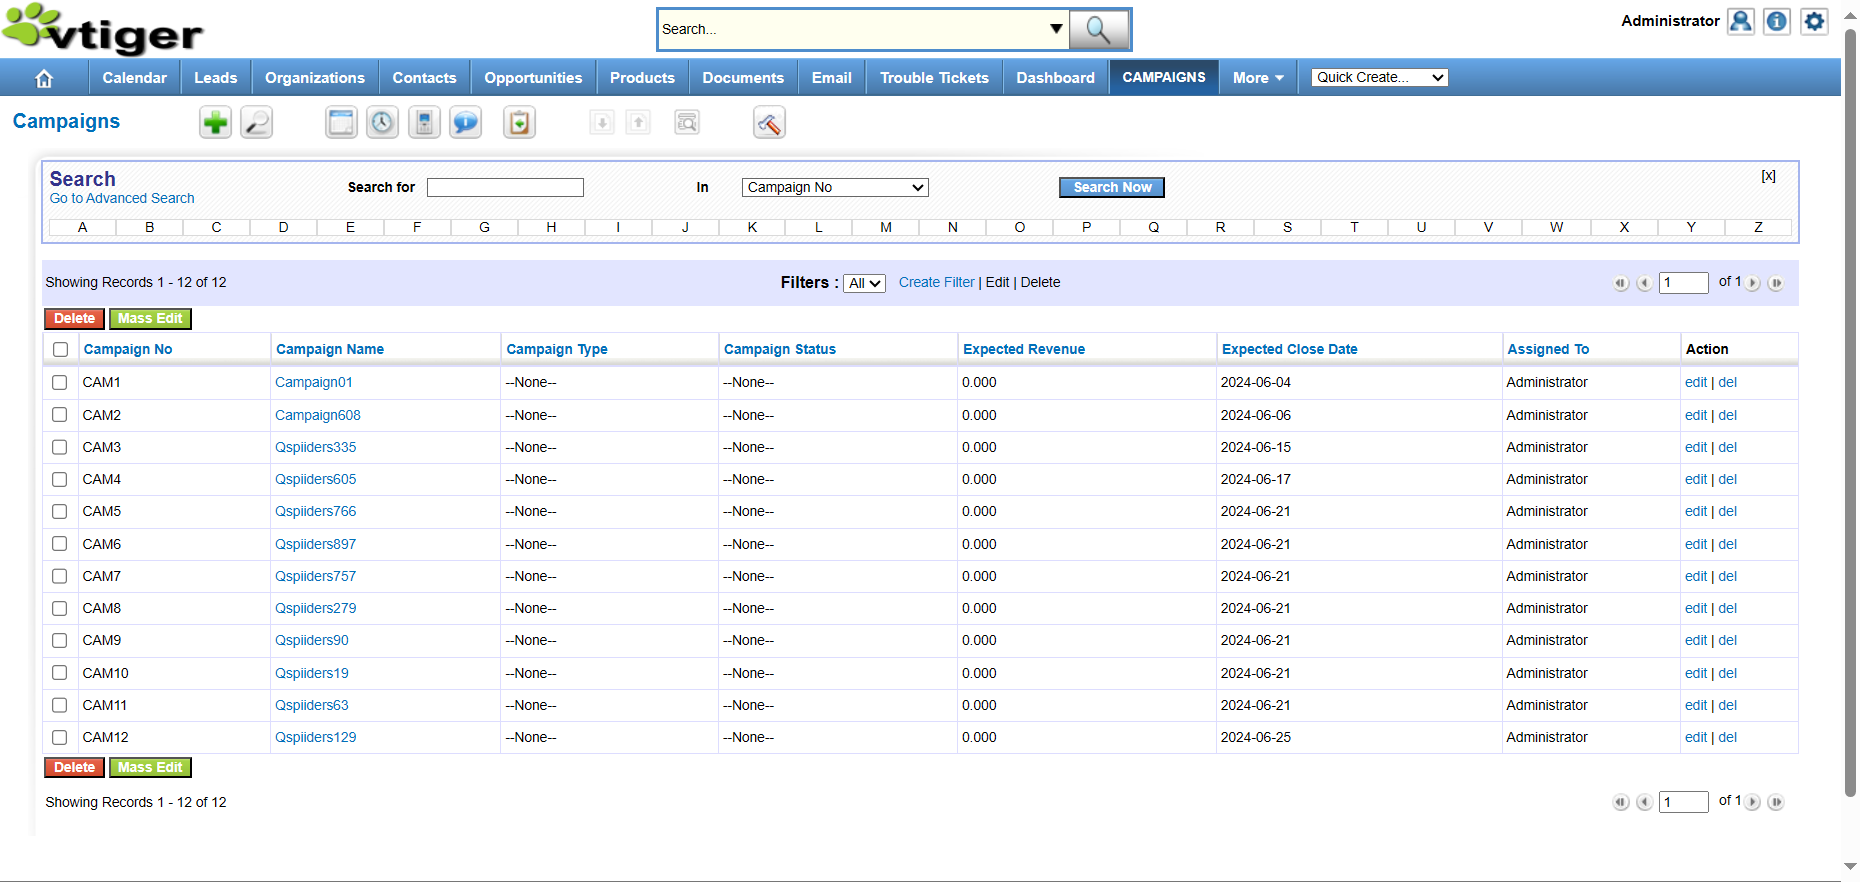 vtiger
Search...
Administrator
Calendar Leads Organizations Contacts Opportunities Products Documents Email Trouble Tickets Dashboard CAMPAIGNS More Quick Create...
Campaigns
Search
Go to Advanced Search
Search for In Campaign No Search Now [x]
A B C D E F G H I J K L M N O P Q R S T U V W X Y Z
Showing Records 1 - 12 of 12 Filters : All Create Filter | Edit | Delete 1 of 1
Delete Mass Edit
Campaign No Campaign Name Campaign Type Campaign Status Expected Revenue Expected Close Date Assigned To Action
CAM1 Campaign01 --None-- --None-- 0.000 2024-06-04 Administrator edit | del
CAM2 Campaign608 --None-- --None-- 0.000 2024-06-06 Administrator edit | del
CAM3 Qspiiders335 --None-- --None-- 0.000 2024-06-15 Administrator edit | del
CAM4 Qspiiders605 --None-- --None-- 0.000 2024-06-17 Administrator edit | del
CAM5 Qspiiders766 --None-- --None-- 0.000 2024-06-21 Administrator edit | del
CAM6 Qspiiders897 --None-- --None-- 0.000 2024-06-21 Administrator edit | del
CAM7 Qspiiders757 --None-- --None-- 0.000 2024-06-21 Administrator edit | del
CAM8 Qspiiders279 --None-- --None-- 0.000 2024-06-21 Administrator edit | del
CAM9 Qspiiders90 --None-- --None-- 0.000 2024-06-21 Administrator edit | del
CAM10 Qspiiders19 --None-- --None-- 0.000 2024-06-21 Administrator edit | del
CAM11 Qspiiders63 --None-- --None-- 0.000 2024-06-21 Administrator edit | del
CAM12 Qspiiders129 --None-- --None-- 0.000 2024-06-25 Administrator edit | del
Delete Mass Edit
Showing Records 1 - 12 of 12 1 of 1